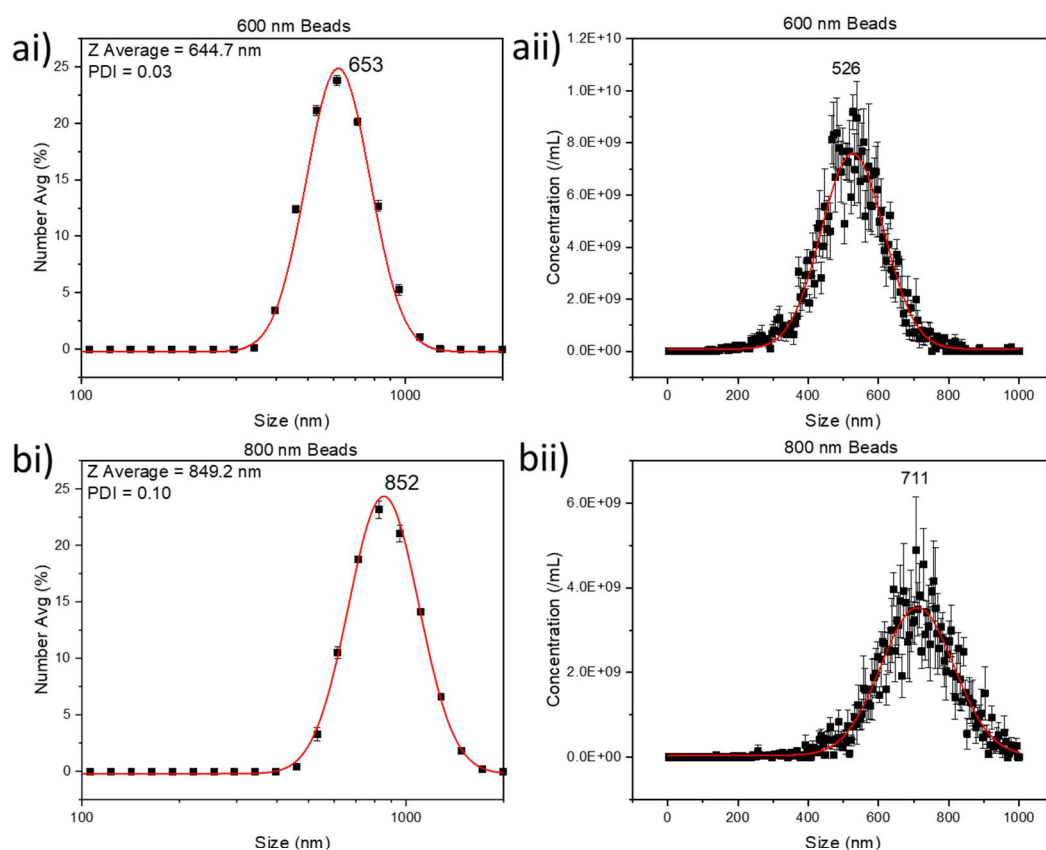 ai)
600 nm Beads
Z Average = 644.7 nm
PDI = 0.03
653
25
20
15
10
5
0
Number Avg (%)
100
1000
Size (nm)
aii)
600 nm Beads
526
1.2E+10
1.0E+10
8.0E+09
6.0E+09
4.0E+09
2.0E+09
0.0E+00
Concentration (/mL)
0 200 400 600 800 1000
Size (nm)
bi)
800 nm Beads
Z Average = 849.2 nm
PDI = 0.10
852
25
20
15
10
5
0
Number Avg (%)
100
1000
Size (nm)
bii)
800 nm Beads
711
6.0E+09
4.0E+09
2.0E+09
0.0E+00
Concentration (/mL)
0 200 400 600 800 1000
Size (nm)